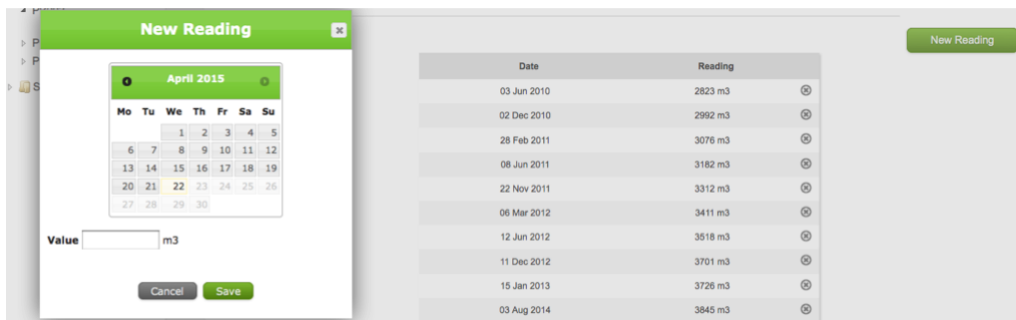 New Reading
April 2015
Mo Tu We Th Fr Sa Su
1 2 3 4 5
6 7 8 9 10 11 12
13 14 15 16 17 18 19
20 21 22 23 24 25 26
27 28 29 30
Value m3
Cancel Save
P
P
S
Date Reading
03 Jun 2010 2823 m3
02 Dec 2010 2992 m3
28 Feb 2011 3076 m3
08 Jun 2011 3182 m3
22 Nov 2011 3312 m3
06 Mar 2012 3411 m3
12 Jun 2012 3518 m3
11 Dec 2012 3701 m3
15 Jan 2013 3726 m3
03 Aug 2014 3845 m3
New Reading